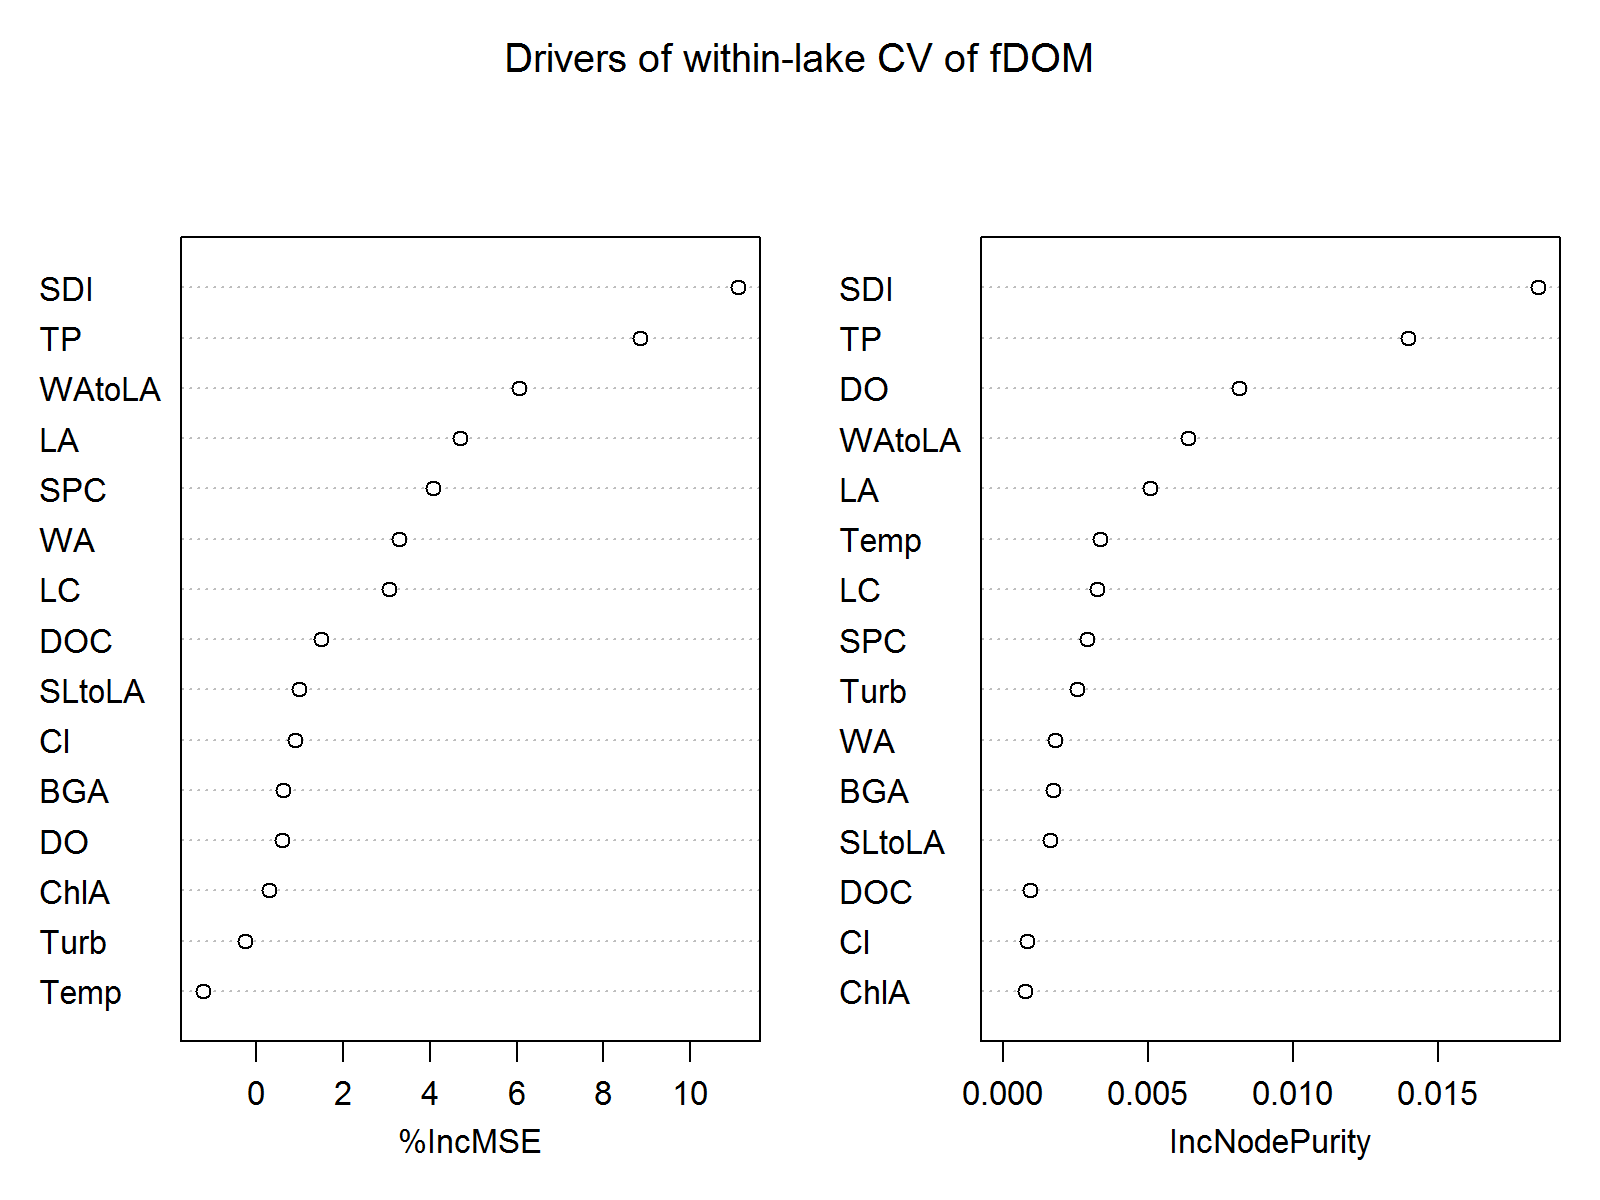 Drivers of within-lake CV of fDOM
SDI
TP
WAtoLA
LA
SPC
WA
LC
DOC
SLtoLA
Cl
BGA
DO
ChlA
Turb
Temp
0 2 4 6 8 10
%IncMSE
SDI
TP
DO
WAtoLA
LA
Temp
LC
SPC
Turb
WA
BGA
SLtoLA
DOC
Cl
ChlA
0.000 0.005 0.010 0.015
IncNodePurity